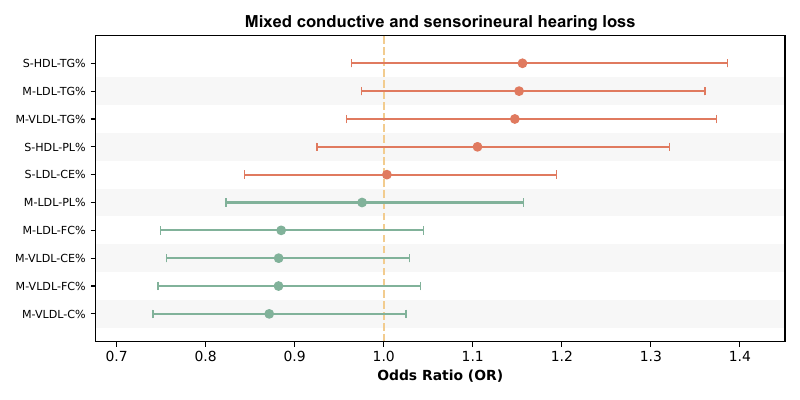 Mixed conductive and sensorineural hearing loss
S-HDL-TG%
M-LDL-TG%
M-VLDL-TG%
S-HDL-PL%
S-LDL-CE%
M-LDL-PL%
M-LDL-FC%
M-VLDL-CE%
M-VLDL-FC%
M-VLDL-C%
0.7 0.8 0.9 1.0 1.1 1.2 1.3 1.4
Odds Ratio (OR)